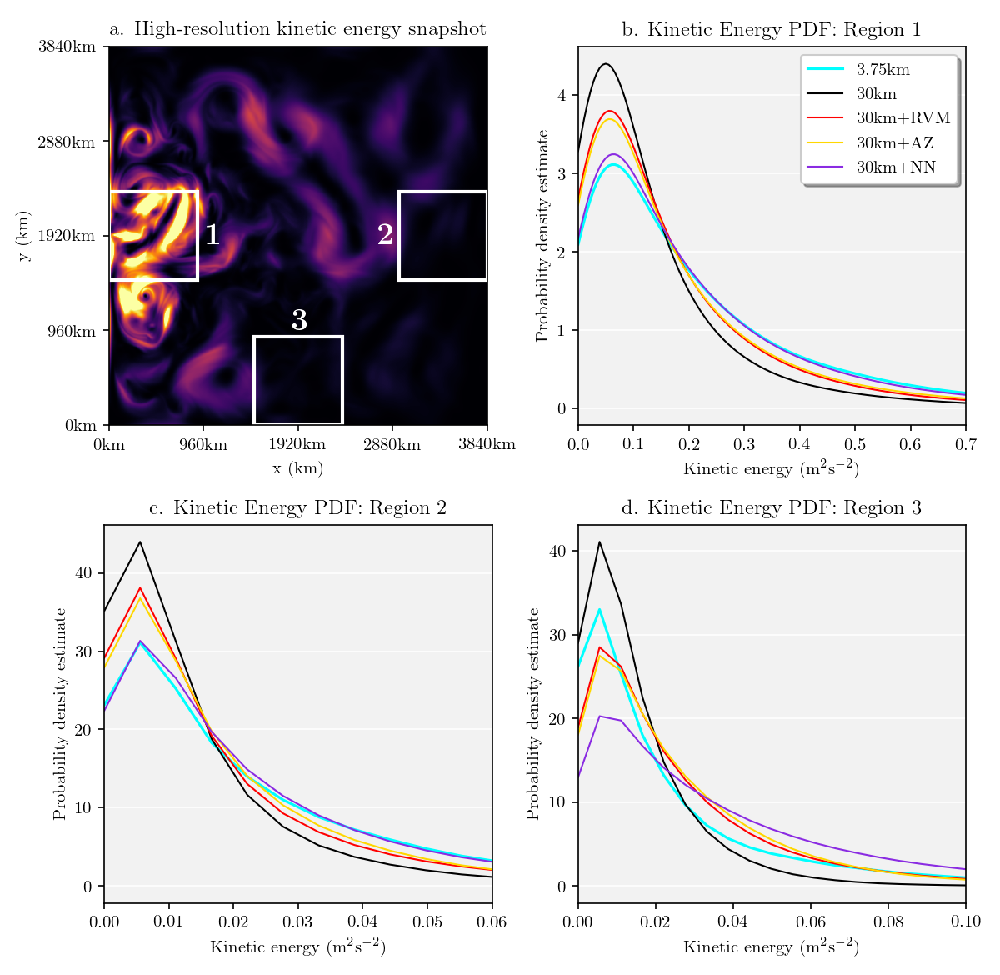 a. High-resolution kinetic energy snapshot
3840km
2880km
1920km
960km
0km
y (km)
1
2
3
0km 960km 1920km 2880km 3840km
x (km)
b. Kinetic Energy PDF: Region 1
4
3
2
1
0
Probability density estimate
3.75km
30km
30km+RVM
30km+AZ
30km+NN
0.0 0.1 0.2 0.3 0.4 0.5 0.6 0.7
Kinetic energy (m²s⁻²)
c. Kinetic Energy PDF: Region 2
40
30
20
10
0
Probability density estimate
0.00 0.01 0.02 0.03 0.04 0.05 0.06
Kinetic energy (m²s⁻²)
d. Kinetic Energy PDF: Region 3
40
30
20
10
0
Probability density estimate
0.00 0.02 0.04 0.06 0.08 0.10
Kinetic energy (m²s⁻²)